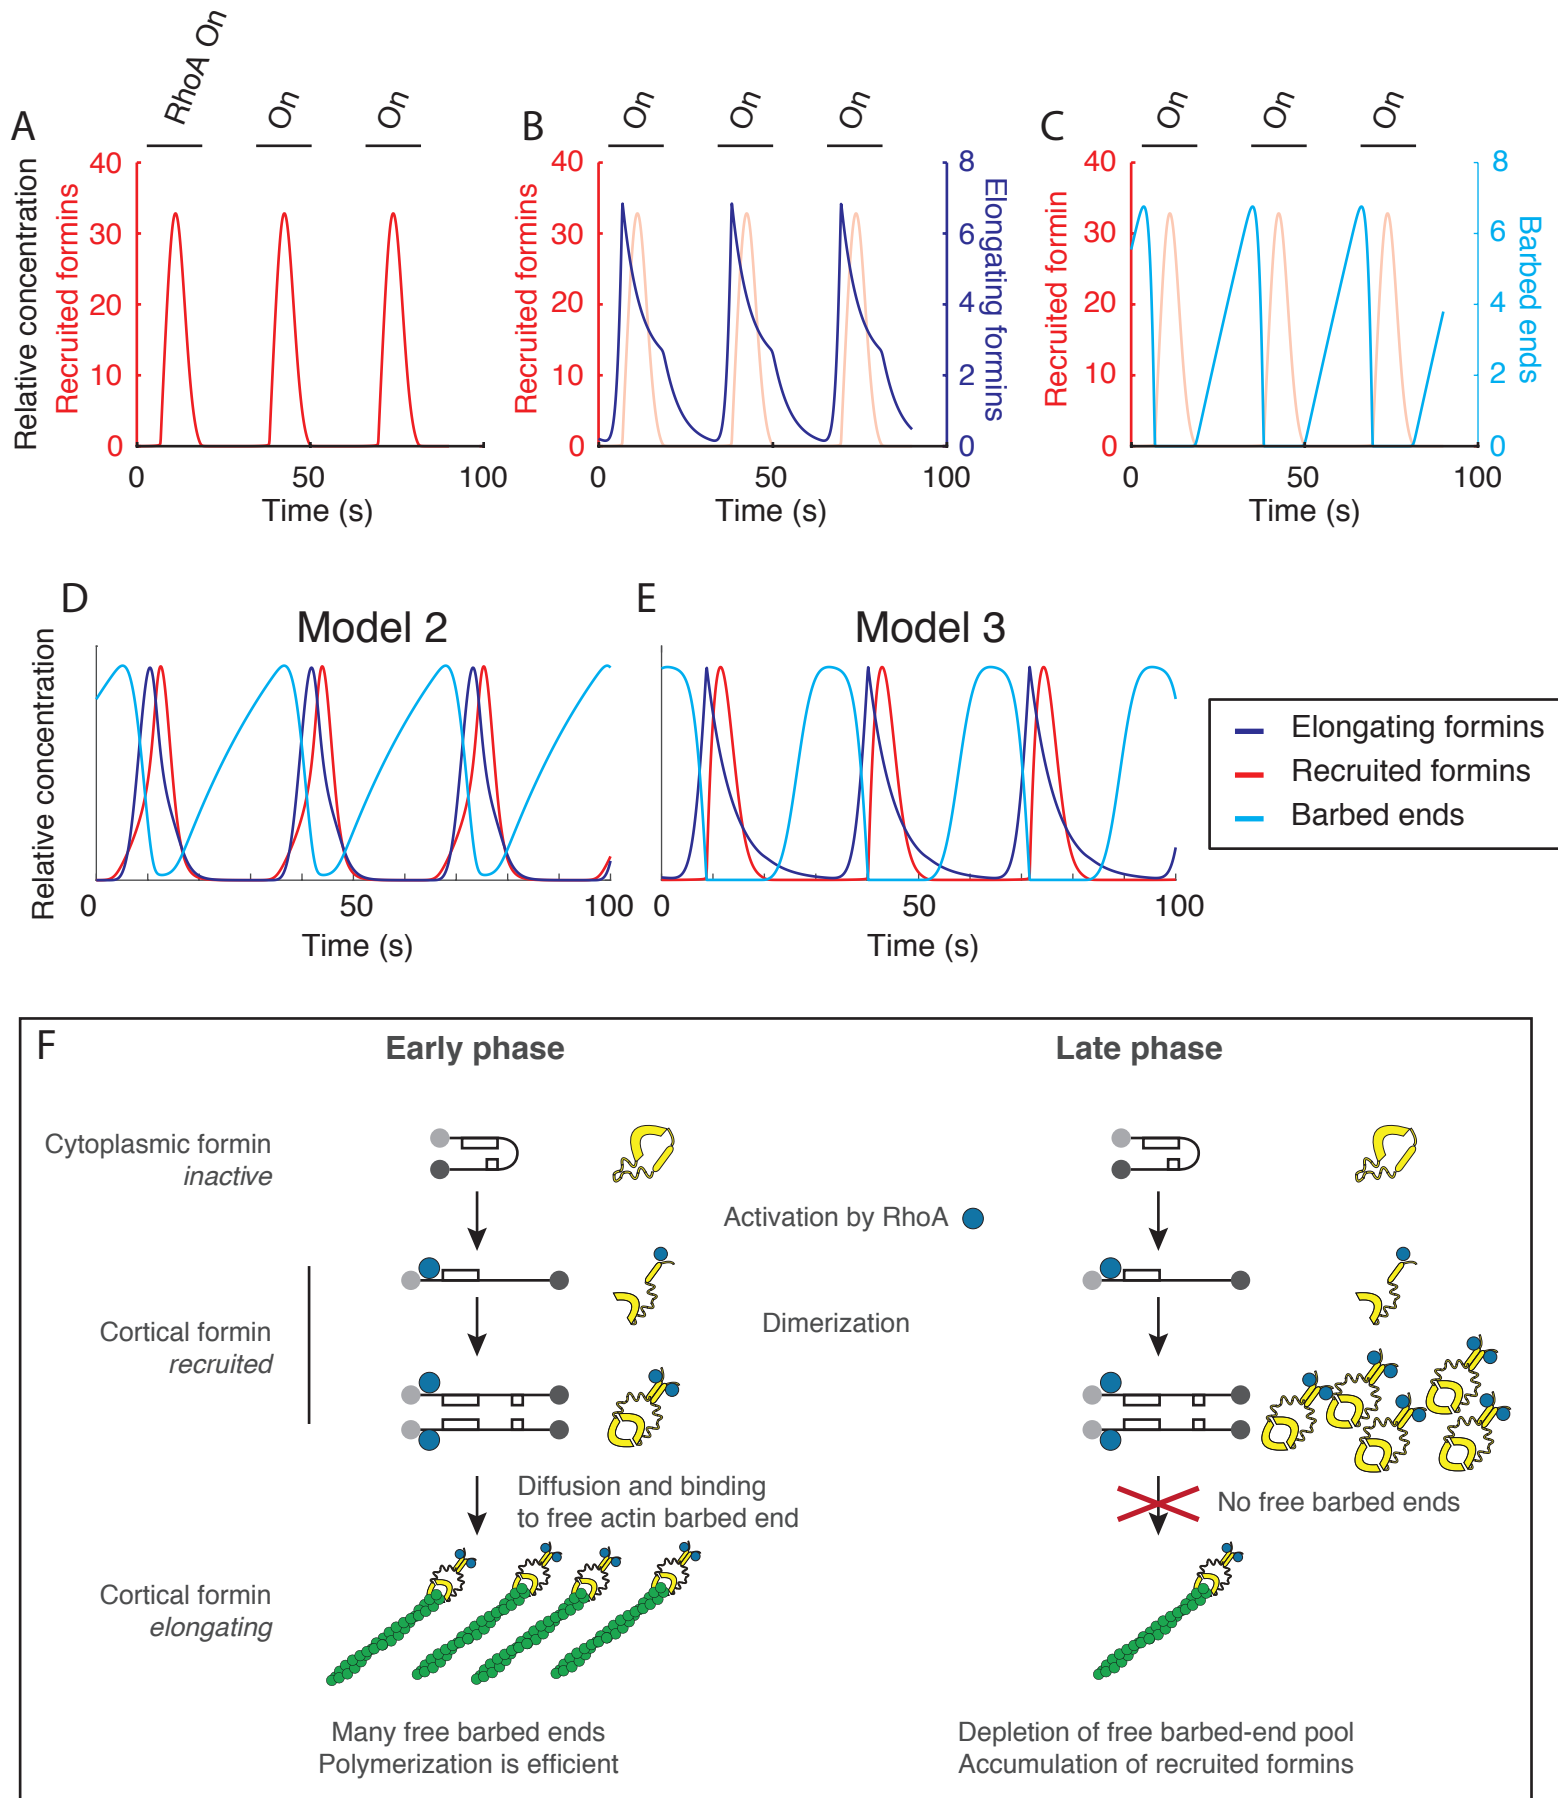 A
RhoA On
On
On
Relative concentration
Recruited formins
40
30
20
10
0
0
50
100
Time (s)
B
On
On
On
Recruited formins
40
30
20
10
0
8
6
4
2
0
Elongating formins
0
50
100
Time (s)
C
On
On
On
Recruited formin
40
30
20
10
0
8
6
4
2
0
Barbed ends
0
50
100
Time (s)
D
Model 2
Relative concentration
0
50
100
Time (s)
E
Model 3
0
50
100
Time (s)
Elongating formins
Recruited formins
Barbed ends
F
Early phase
Late phase
Cytoplasmic formin
inactive
Activation by RhoA
Cortical formin
recruited
Dimerization
Diffusion and binding
to free actin barbed end
No free barbed ends
Cortical formin
elongating
Many free barbed ends
Polymerization is efficient
Depletion of free barbed-end pool
Accumulation of recruited formins